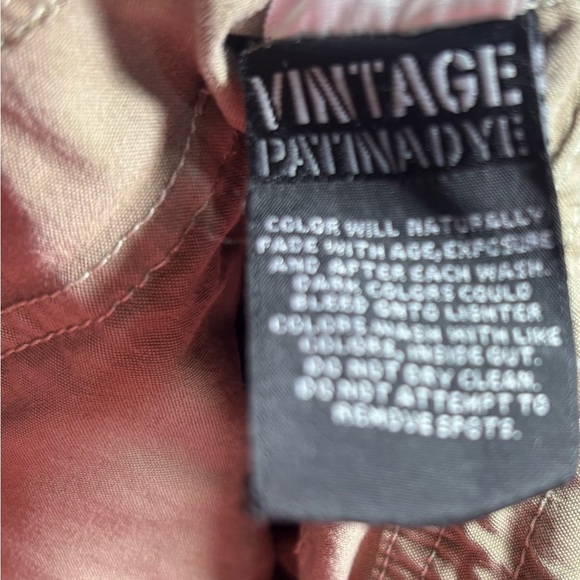 VINTAGE
PATINADYE
COLOR WILL NATURALLY
FADE WITH AGE, EXPOSURE
AND AFTER EACH WASH.
DARK COLORS COULD
BLEED ONTO LIGHTER
COLORS. WASH WITH LIKE
COLORS, INSIDE OUT.
DO NOT DRY CLEAN.
DO NOT ATTEMPT TO
REMOVE SPOTS.